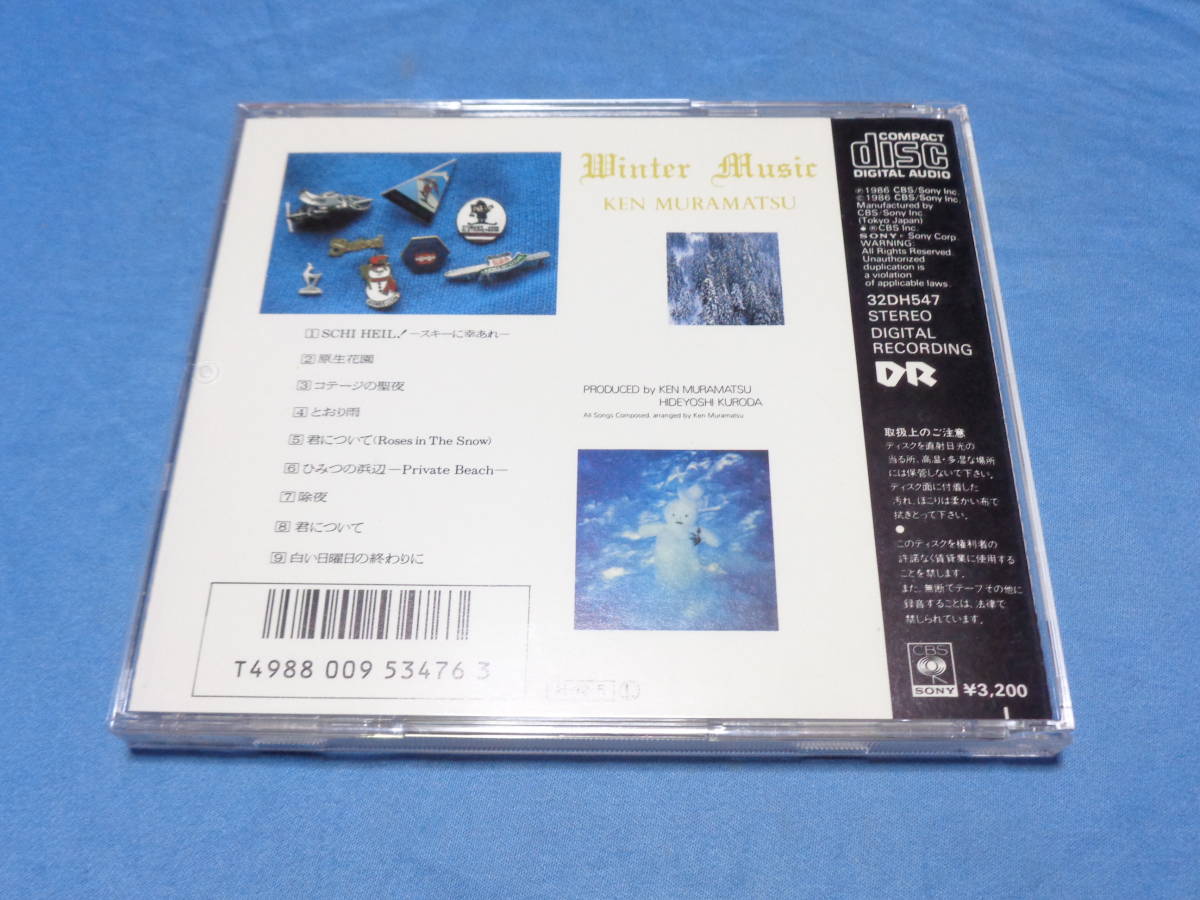 Winter Music
KEN MURAMATSU
1 SCHI HEIL! ―スキーに幸あれ―
2 原生花園
3 コテージの聖夜
4 とおり雨
5 君について(Roses in The Snow)
6 ひみつの浜辺 ―Private Beach―
7 除夜
8 君について
9 白い日曜日の終わりに
PRODUCED by KEN MURAMATSU
HIDEYOSHI KURODA
All Songs Composed, arranged by Ken Muramatsu
T4988 009 53476 3
COMPACT
disc
DIGITAL AUDIO
Ⓟ1986 CBS/Sony Inc.
©1986 CBS/Sony Inc.
Manufactured by
CBS/Sony Inc.
(Tokyo Japan)
®CBS Inc.
SONY® Sony Corp.
WARNING:
All Rights Reserved.
Unauthorized
duplication is
a violation
of applicable laws.
32DH547
STEREO
DIGITAL
RECORDING
DR
取扱上のご注意
ディスクを直射日光の
当る所、高温・多湿な場所
には保管しないで下さい。
ディスク面に付着した
汚れ、ほこりは柔かい布で
拭きとって下さい。
●
このディスクを権利者の
許諾なく賃貸業に使用する
ことを禁じます。
また、無断でテープその他に
録音することは、法律で
禁じられています。
CBS
SONY
¥3,200